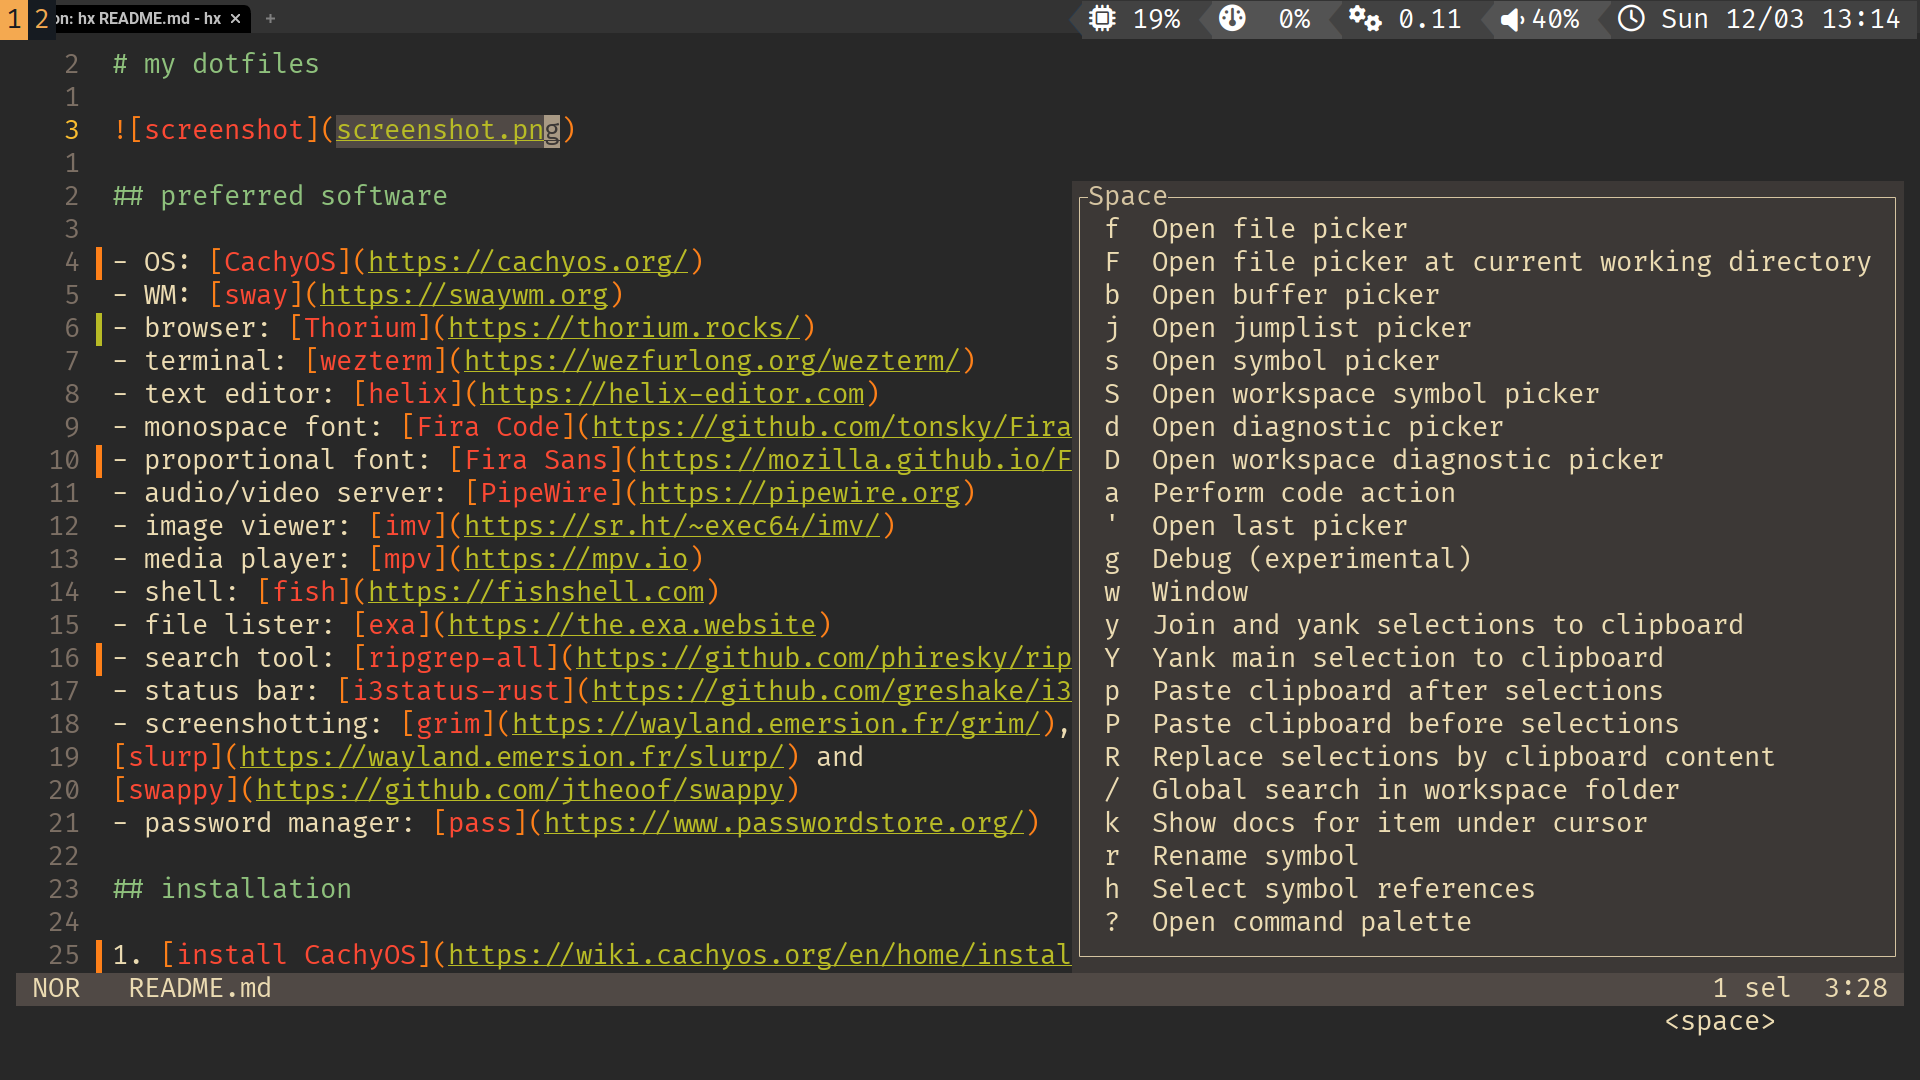 1 2 on: hx README.md - hx × + 19% 0% 0.11 40% Sun 12/03 13:14
2 # my dotfiles
1
3 ![screenshot](screenshot.png)
1
2 ## preferred software
3
4 - OS: [CachyOS](https://cachyos.org/)
5 - WM: [sway](https://swaywm.org)
6 - browser: [Thorium](https://thorium.rocks/)
7 - terminal: [wezterm](https://wezfurlong.org/wezterm/)
8 - text editor: [helix](https://helix-editor.com)
9 - monospace font: [Fira Code](https://github.com/tonsky/Fira
10 - proportional font: [Fira Sans](https://mozilla.github.io/F
11 - audio/video server: [PipeWire](https://pipewire.org)
12 - image viewer: [imv](https://sr.ht/~exec64/imv/)
13 - media player: [mpv](https://mpv.io)
14 - shell: [fish](https://fishshell.com)
15 - file lister: [exa](https://the.exa.website)
16 - search tool: [ripgrep-all](https://github.com/phiresky/rip
17 - status bar: [i3status-rust](https://github.com/greshake/i3
18 - screenshotting: [grim](https://wayland.emersion.fr/grim/),
19 [slurp](https://wayland.emersion.fr/slurp/) and
20 [swappy](https://github.com/jtheoof/swappy)
21 - password manager: [pass](https://www.passwordstore.org/)
22
23 ## installation
24
25 1. [install CachyOS](https://wiki.cachyos.org/en/home/instal
Space
f Open file picker
F Open file picker at current working directory
b Open buffer picker
j Open jumplist picker
s Open symbol picker
S Open workspace symbol picker
d Open diagnostic picker
D Open workspace diagnostic picker
a Perform code action
' Open last picker
g Debug (experimental)
w Window
y Join and yank selections to clipboard
Y Yank main selection to clipboard
p Paste clipboard after selections
P Paste clipboard before selections
R Replace selections by clipboard content
/ Global search in workspace folder
k Show docs for item under cursor
r Rename symbol
h Select symbol references
? Open command palette
NOR README.md 1 sel 3:28
<space>